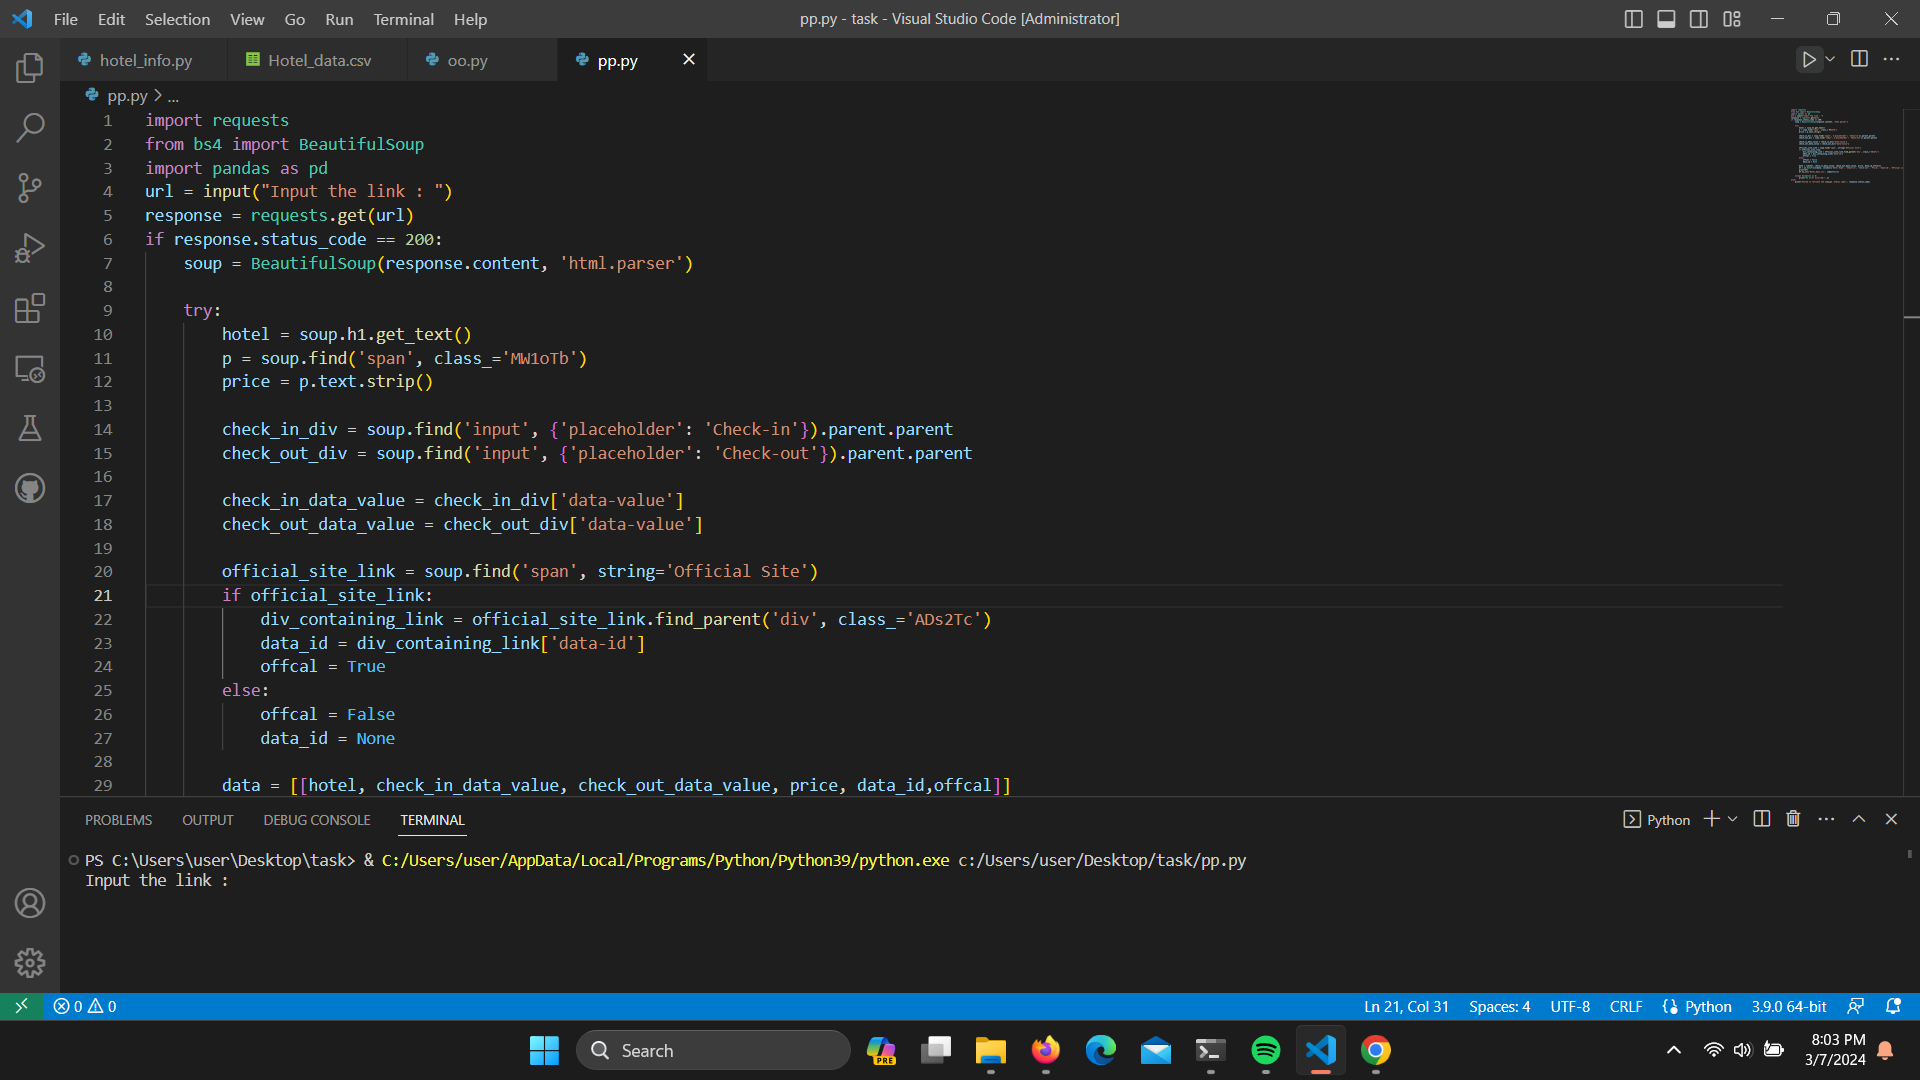 File Edit Selection View Go Run Terminal Help
pp.py - task - Visual Studio Code [Administrator]
hotel_info.py
Hotel_data.csv
oo.py
pp.py
pp.py > ...
1 import requests
2 from bs4 import BeautifulSoup
3 import pandas as pd
4 url = input("Input the link : ")
5 response = requests.get(url)
6 if response.status_code == 200:
7     soup = BeautifulSoup(response.content, 'html.parser')
8
9     try:
10         hotel = soup.h1.get_text()
11         p = soup.find('span', class_='MW1oTb')
12         price = p.text.strip()
13
14         check_in_div = soup.find('input', {'placeholder': 'Check-in'}).parent.parent
15         check_out_div = soup.find('input', {'placeholder': 'Check-out'}).parent.parent
16
17         check_in_data_value = check_in_div['data-value']
18         check_out_data_value = check_out_div['data-value']
19
20         official_site_link = soup.find('span', string='Official Site')
21         if official_site_link:
22             div_containing_link = official_site_link.find_parent('div', class_='ADs2Tc')
23             data_id = div_containing_link['data-id']
24             offcal = True
25         else:
26             offcal = False
27             data_id = None
28
29         data = [[hotel, check_in_data_value, check_out_data_value, price, data_id,offcal]]
PROBLEMS OUTPUT DEBUG CONSOLE TERMINAL
Python
PS C:\Users\user\Desktop\task> & C:/Users/user/AppData/Local/Programs/Python/Python39/python.exe c:/Users/user/Desktop/task/pp.py
Input the link :
0 0
Ln 21, Col 31 Spaces: 4 UTF-8 CRLF Python 3.9.0 64-bit
Search
PRE
8:03 PM
3/7/2024